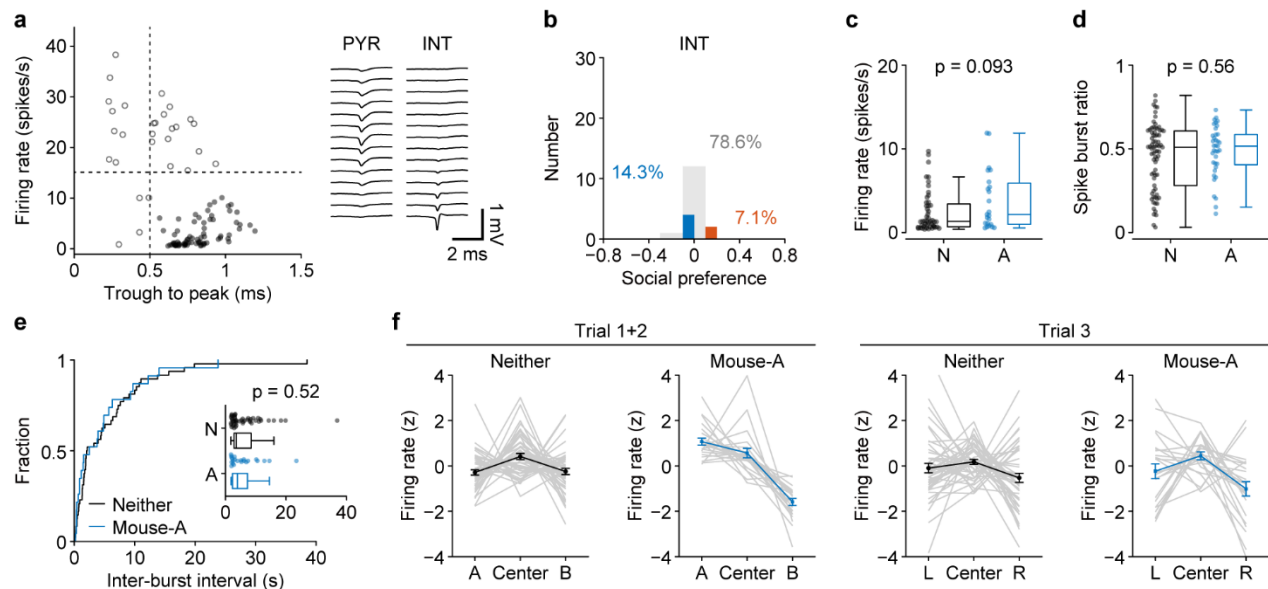 a
Firing rate (spikes/s)
40
30
20
10
0
0
0.5
1
1.5
Trough to peak (ms)
PYR
INT
1 mV
2 ms
b
INT
Number
30
20
10
0
14.3%
78.6%
7.1%
−0.8
−0.4
0
0.4
0.8
Social preference
c
p = 0.093
Firing rate (spikes/s)
20
10
0
N
A
d
p = 0.56
Spike burst ratio
1
0.5
0
N
A
e
Fraction
1
0.5
0
p = 0.52
N
A
0
20
40
Neither
Mouse-A
0
10
20
30
40
Inter-burst interval (s)
f
Trial 1+2
Neither
Firing rate (z)
4
2
0
−2
−4
A
Center
B
Mouse-A
Firing rate (z)
4
2
0
−2
−4
A
Center
B
Trial 3
Neither
Firing rate (z)
4
2
0
−2
−4
L
Center
R
Mouse-A
Firing rate (z)
4
2
0
−2
−4
L
Center
R